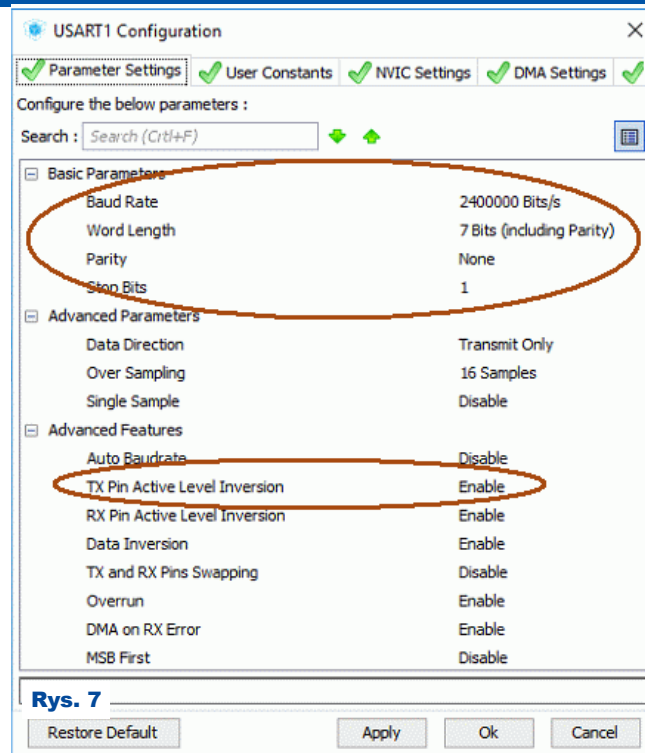 USART1 Configuration
Parameter Settings User Constants NVIC Settings DMA Settings
Configure the below parameters :
Search : Search (Crtl+F)
Basic Parameters
Baud Rate 2400000 Bits/s
Word Length 7 Bits (including Parity)
Parity None
Stop Bits 1
Advanced Parameters
Data Direction Transmit Only
Over Sampling 16 Samples
Single Sample Disable
Advanced Features
Auto Baudrate Disable
TX Pin Active Level Inversion Enable
RX Pin Active Level Inversion Enable
Data Inversion Enable
TX and RX Pins Swapping Disable
Overrun Enable
DMA on RX Error Enable
MSB First Disable
Rys. 7
Restore Default Apply Ok Cancel